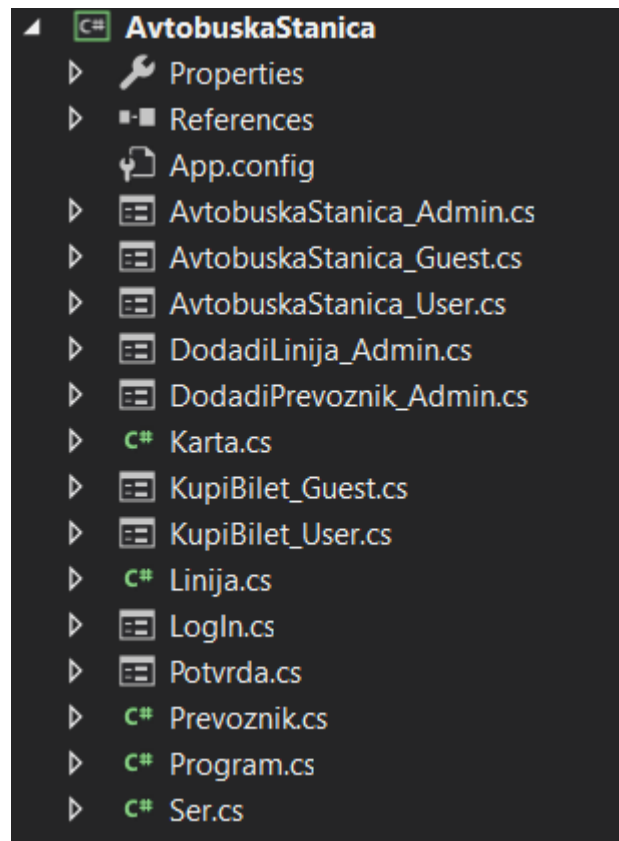 C# AvtobuskaStanica
Properties
References
App.config
AvtobuskaStanica_Admin.cs
AvtobuskaStanica_Guest.cs
AvtobuskaStanica_User.cs
DodadiLinija_Admin.cs
DodadiPrevoznik_Admin.cs
C# Karta.cs
KupiBilet_Guest.cs
KupiBilet_User.cs
C# Linija.cs
LogIn.cs
Potvrda.cs
C# Prevoznik.cs
C# Program.cs
C# Ser.cs